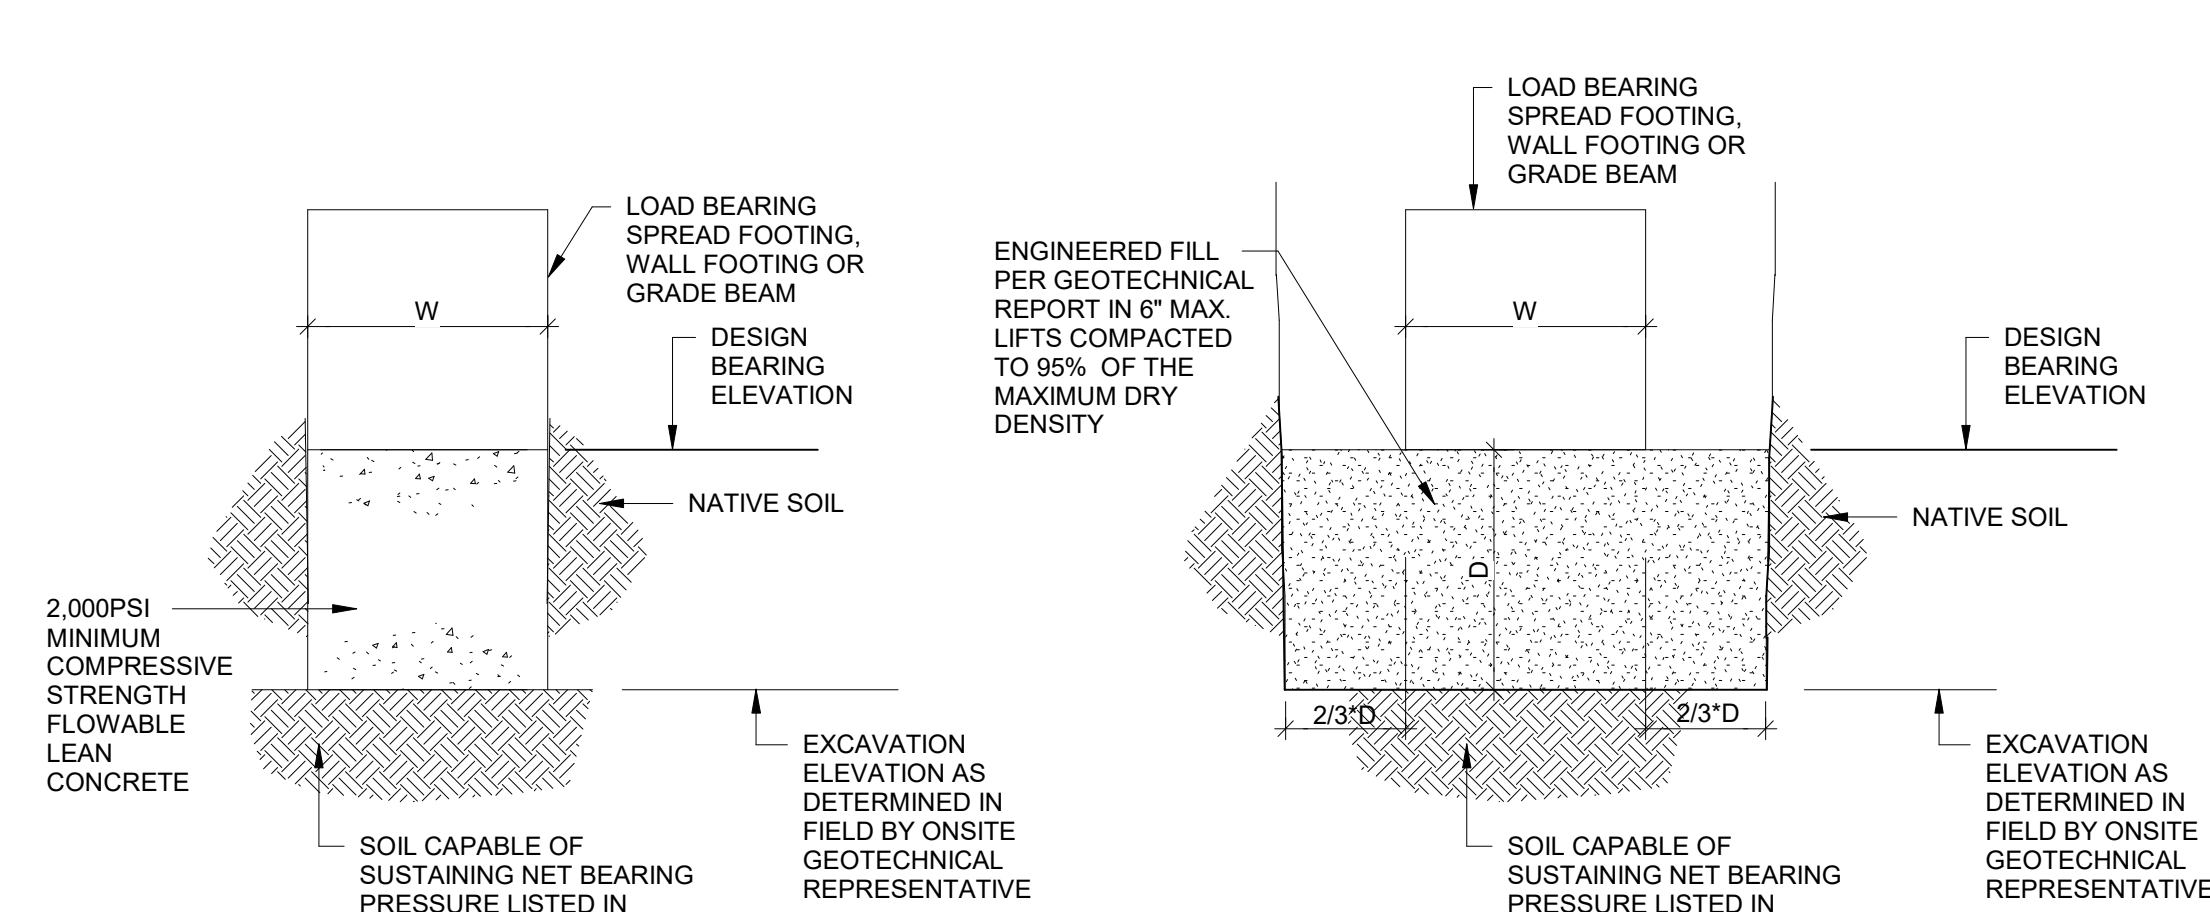 LOAD BEARING
SPREAD FOOTING,
WALL FOOTING OR
GRADE BEAM
W
DESIGN
BEARING
ELEVATION
NATIVE SOIL
2,000PSI
MINIMUM
COMPRESSIVE
STRENGTH
FLOWABLE
LEAN
CONCRETE
EXCAVATION
ELEVATION AS
DETERMINED IN
FIELD BY ONSITE
GEOTECHNICAL
REPRESENTATIVE
SOIL CAPABLE OF
SUSTAINING NET BEARING
PRESSURE LISTED IN
LOAD BEARING
SPREAD FOOTING,
WALL FOOTING OR
GRADE BEAM
ENGINEERED FILL
PER GEOTECHNICAL
REPORT IN 6" MAX.
LIFTS COMPACTED
TO 95% OF THE
MAXIMUM DRY
DENSITY
W
DESIGN
BEARING
ELEVATION
NATIVE SOIL
D
2/3*D
2/3*D
EXCAVATION
ELEVATION AS
DETERMINED IN
FIELD BY ONSITE
GEOTECHNICAL
REPRESENTATIVE
SOIL CAPABLE OF
SUSTAINING NET BEARING
PRESSURE LISTED IN